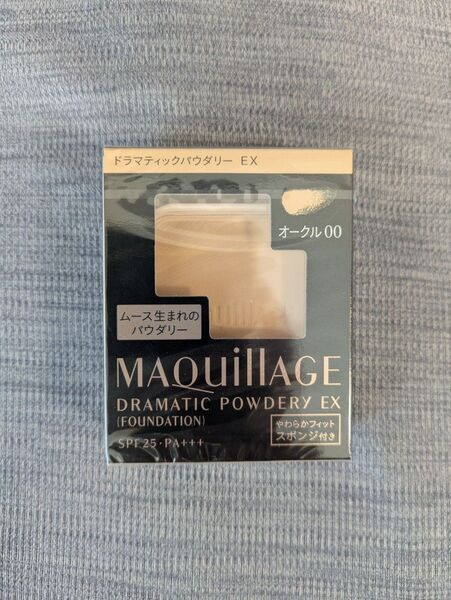 ドラマティックパウダリー EX
オークル 00
ムース生まれの
パウダリー
MAQuillAGE
DRAMATIC POWDERY EX
(FOUNDATION)
SPF25・PA+++
やわらかフィット
スポンジ付き